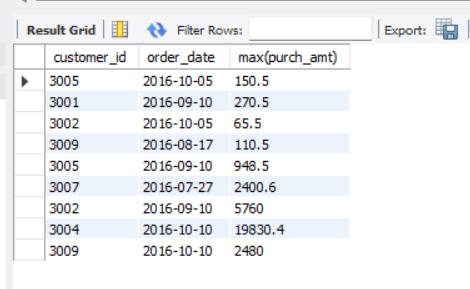 Result Grid Filter Rows: Export:
customer_id order_date max(purch_amt)
3005 2016-10-05 150.5
3001 2016-09-10 270.5
3002 2016-10-05 65.5
3009 2016-08-17 110.5
3005 2016-09-10 948.5
3007 2016-07-27 2400.6
3002 2016-09-10 5760
3004 2016-10-10 19830.4
3009 2016-10-10 2480